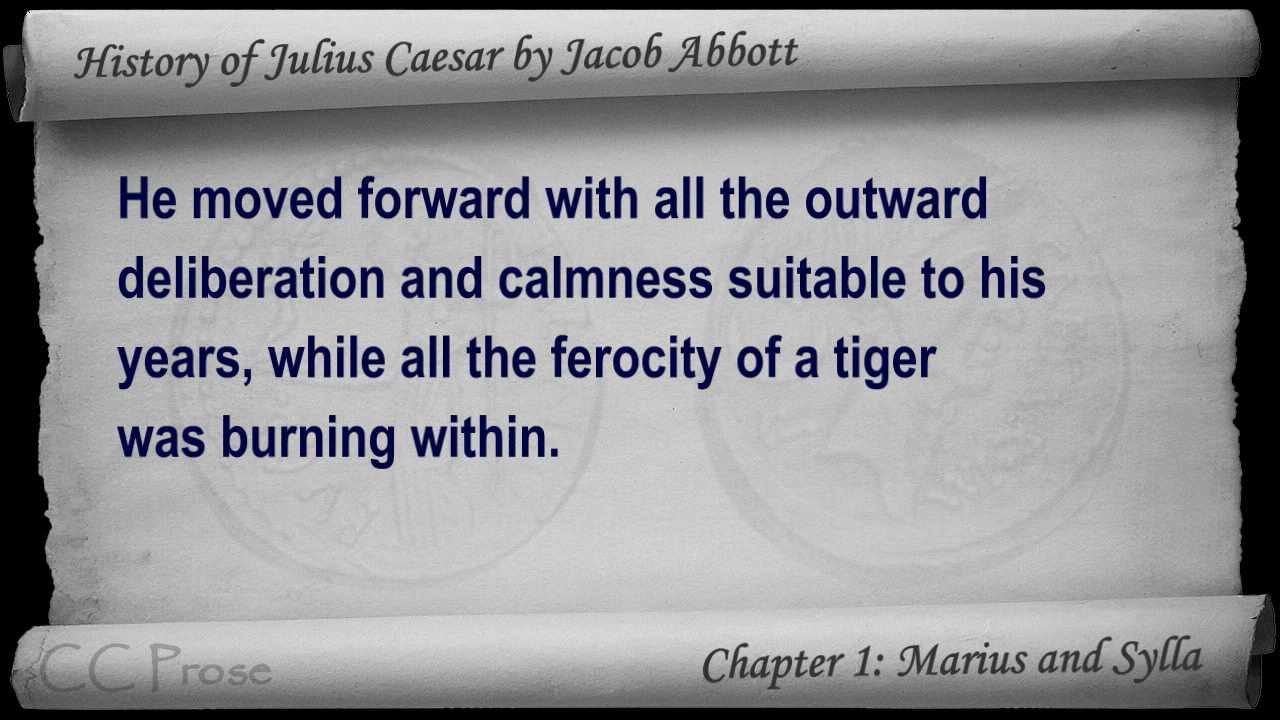 History of Julius Caesar by Jacob Abbott
He moved forward with all the outward
deliberation and calmness suitable to his
years, while all the ferocity of a tiger
was burning within.
CC Prose
Chapter 1: Marius and Sylla